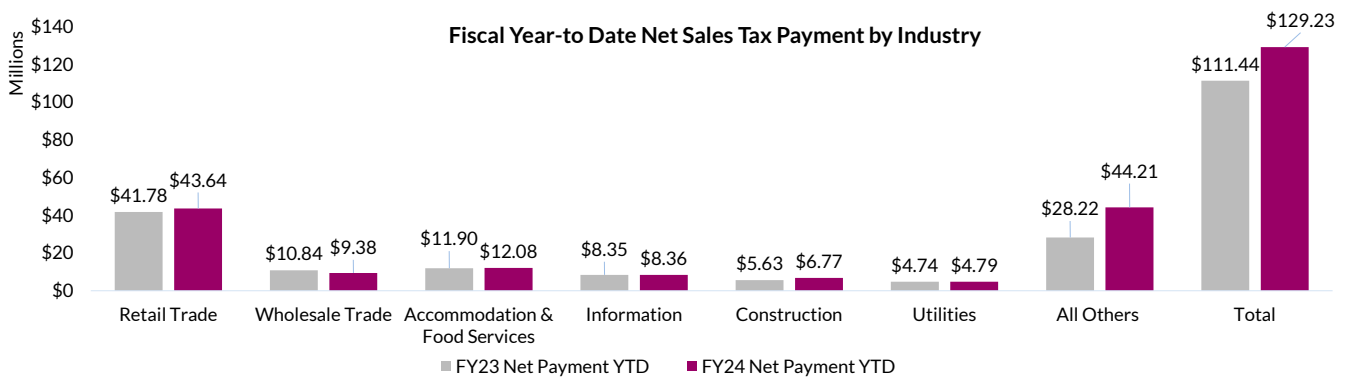 Fiscal Year-to Date Net Sales Tax Payment by Industry
Millions
$140
$120
$100
$80
$60
$40
$20
$0
$41.78
$43.64
$10.84
$9.38
$11.90
$12.08
$8.35
$8.36
$5.63
$6.77
$4.74
$4.79
$28.22
$44.21
$111.44
$129.23
Retail Trade
Wholesale Trade
Accommodation &
Food Services
Information
Construction
Utilities
All Others
Total
FY23 Net Payment YTD
FY24 Net Payment YTD